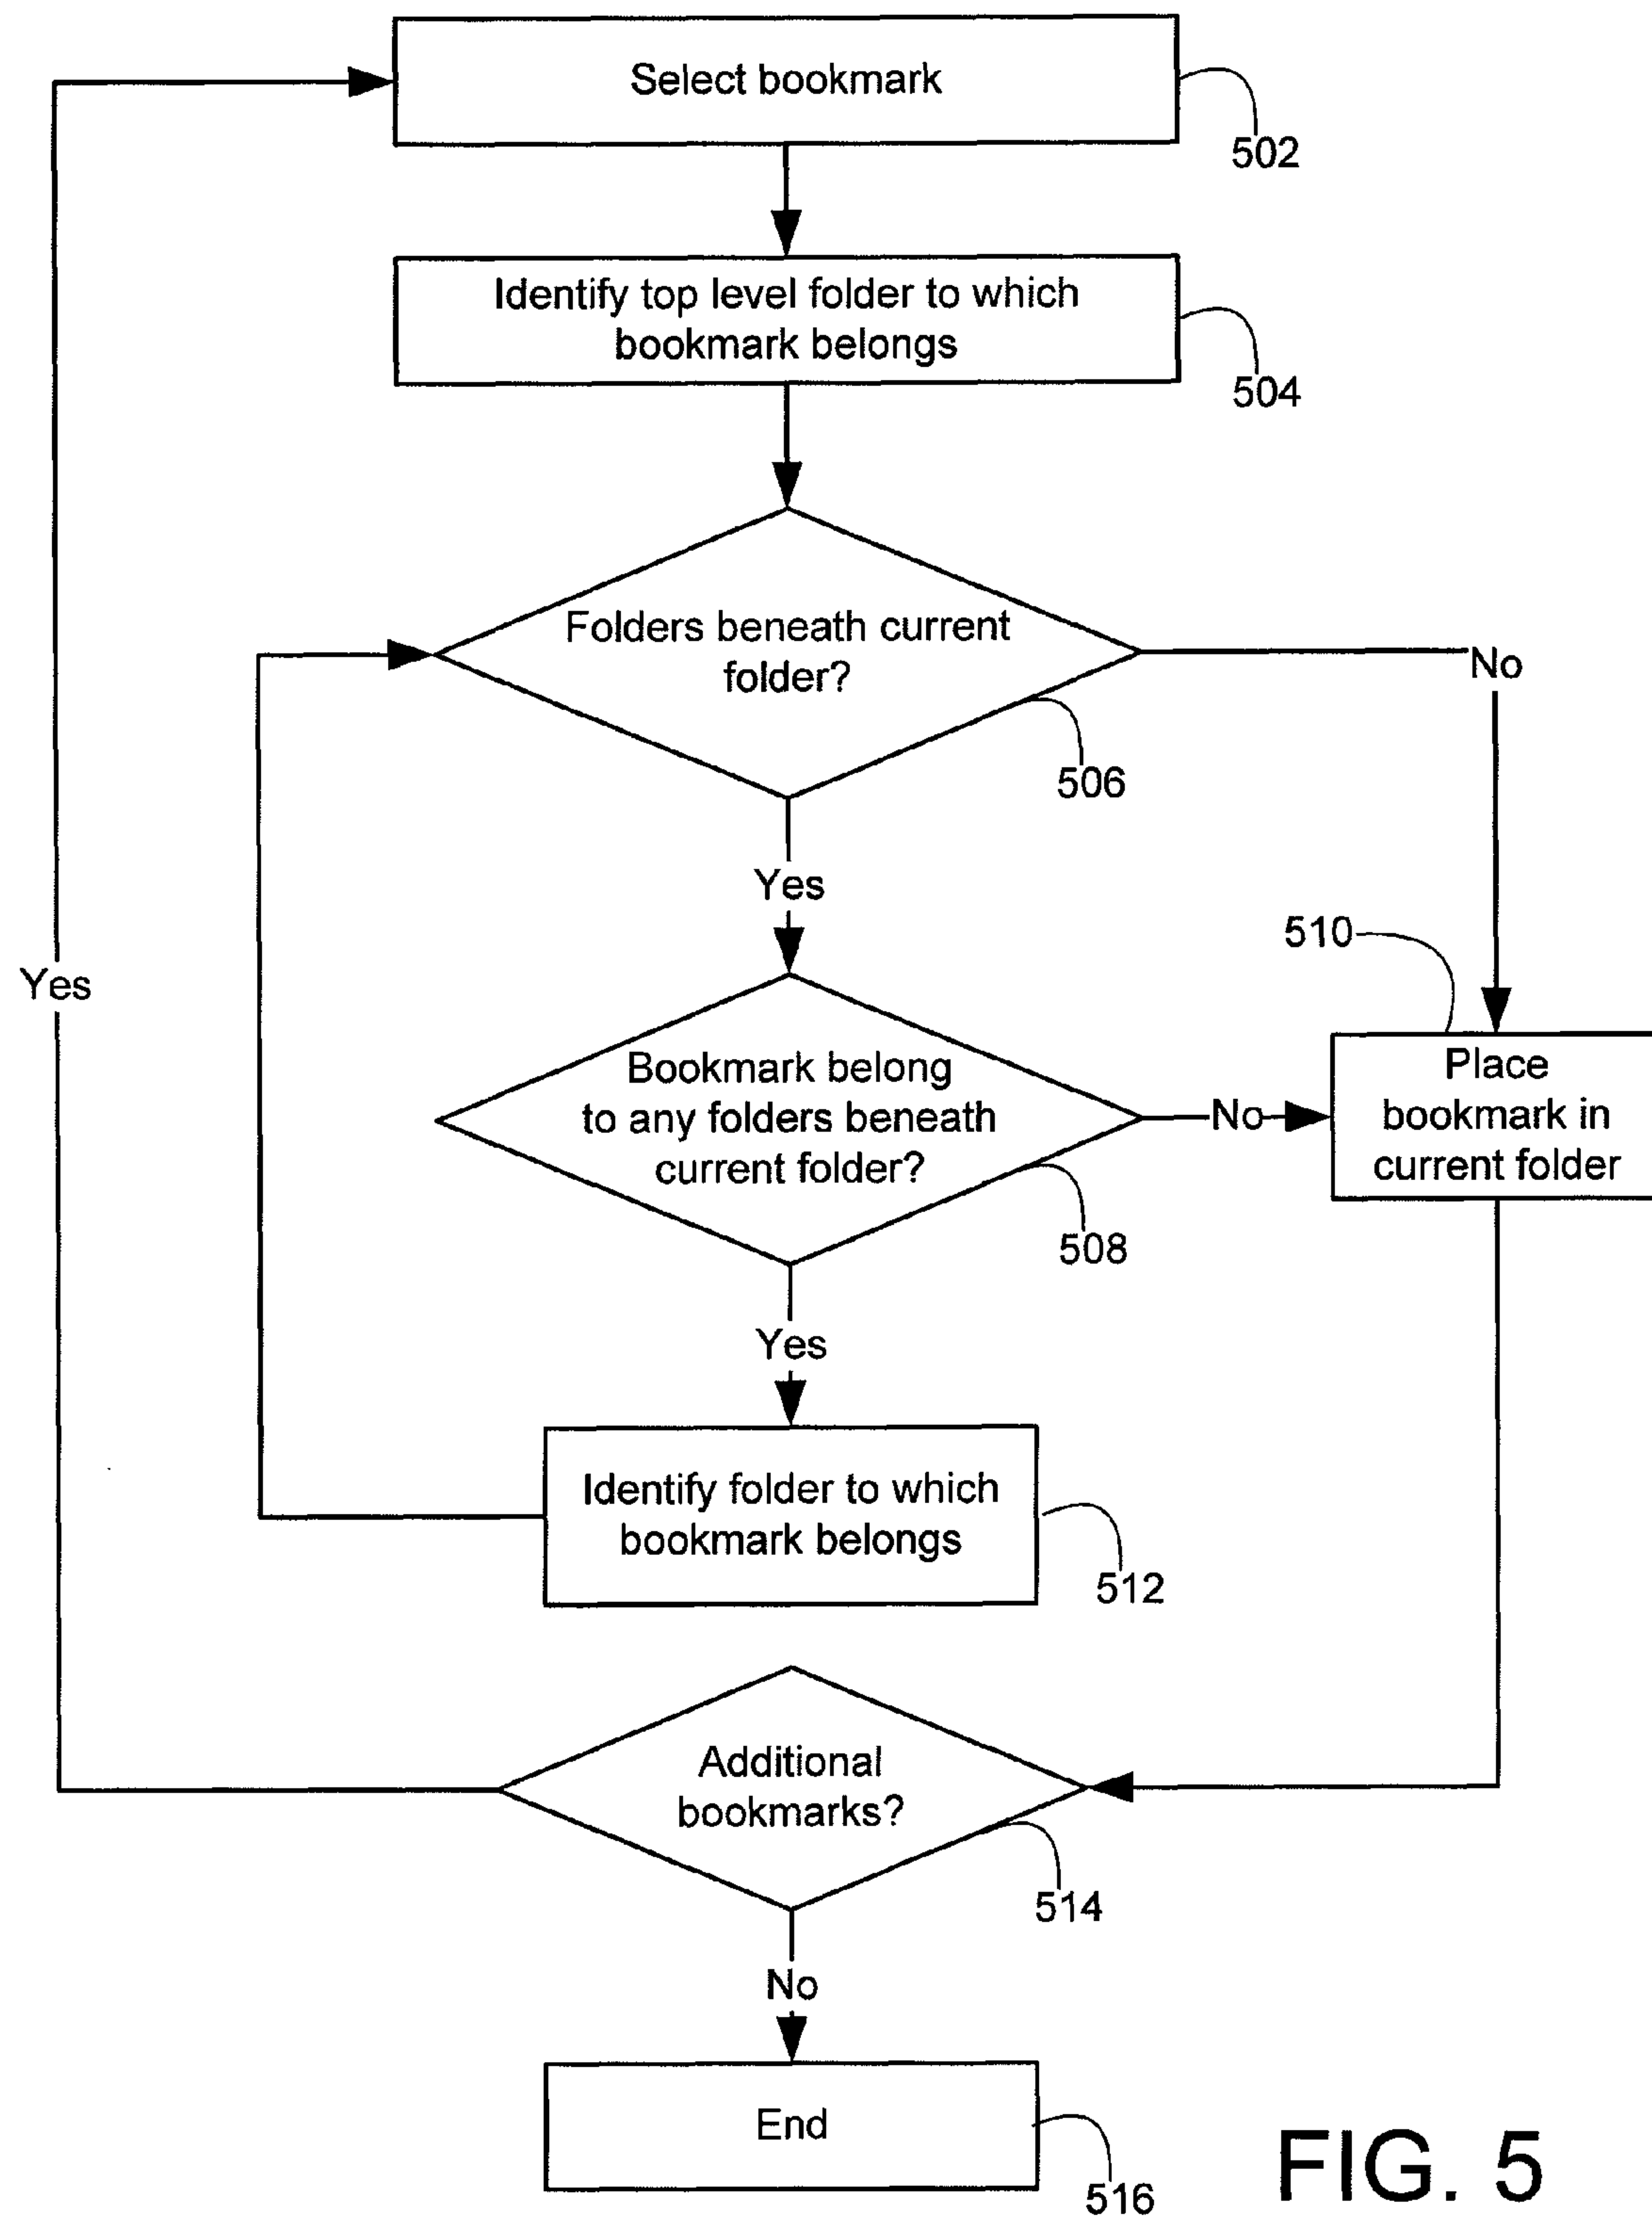 Select bookmark
502
Identify top level folder to which
bookmark belongs
504
Folders beneath current
folder?
No
506
Yes
510
Yes
Place
bookmark in
current folder
Bookmark belong
to any folders beneath
current folder?
No
508
Yes
Identify folder to which
bookmark belongs
512
Additional
bookmarks?
514
No
End
516
FIG. 5